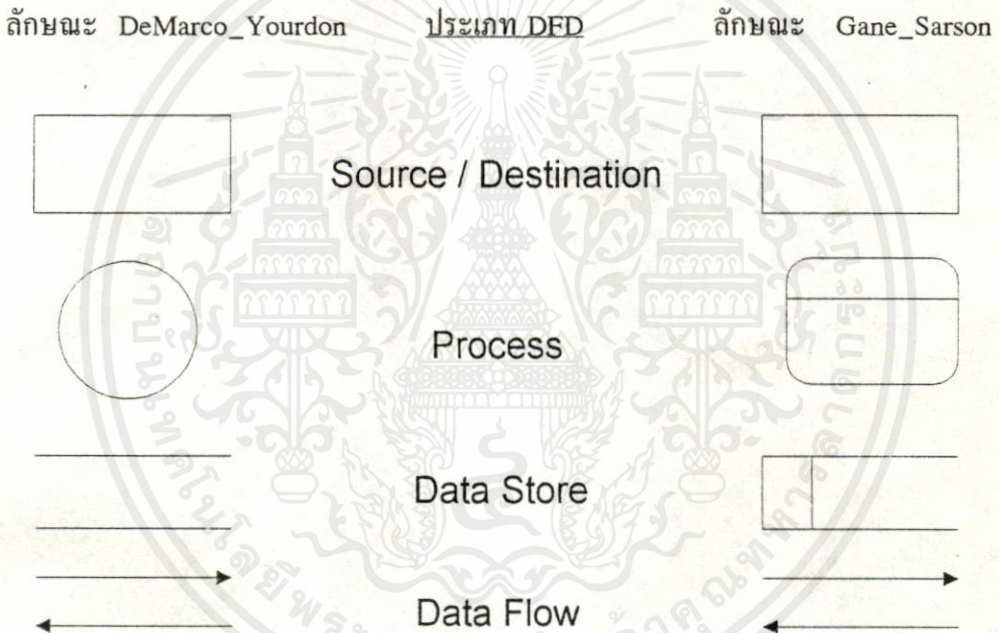 ลักษณะ DeMarco_Yourdon ประเภท DFD ลักษณะ Gane_Sarson
Source / Destination
Process
Data Store
Data Flow